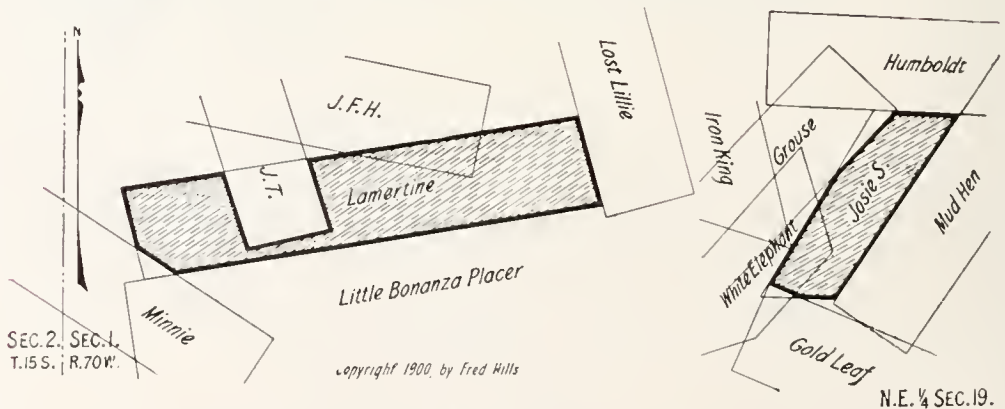 N
J.F.H.
J.T.
Lamertine
Lost Lillie
Little Bonanza Placer
Minnie
SEC. 2. SEC. 1.
T. 15 S. R. 70 W.
Copyright 1900, by Fred Hills
Humboldt
Iron King
Grouse
Josie S.
Mud Hen
White Elephant
Gold Leaf
N.E. ¼ SEC. 19.